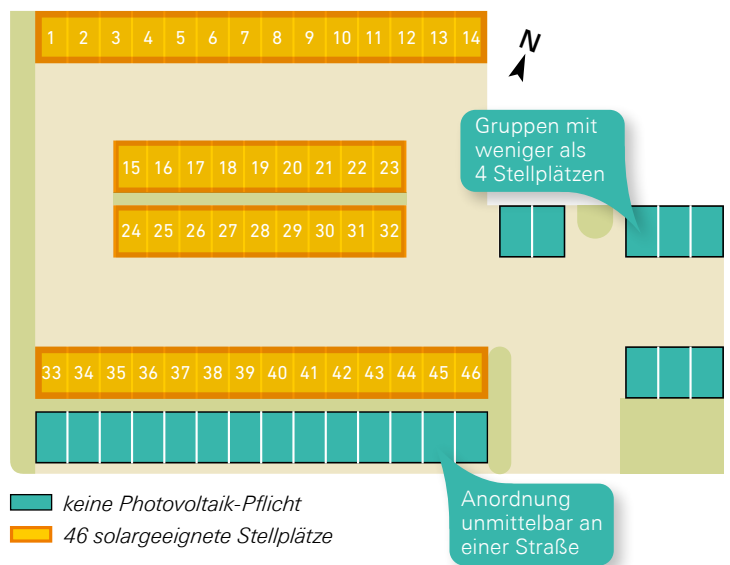 1 2 3 4 5 6 7 8 9 10 11 12 13 14
N
Gruppen mit
weniger als
4 Stellplätzen
15 16 17 18 19 20 21 22 23
24 25 26 27 28 29 30 31 32
33 34 35 36 37 38 39 40 41 42 43 44 45 46
Anordnung
unmittelbar an
einer Straße
keine Photovoltaik-Pflicht
46 solargeeignete Stellplätze